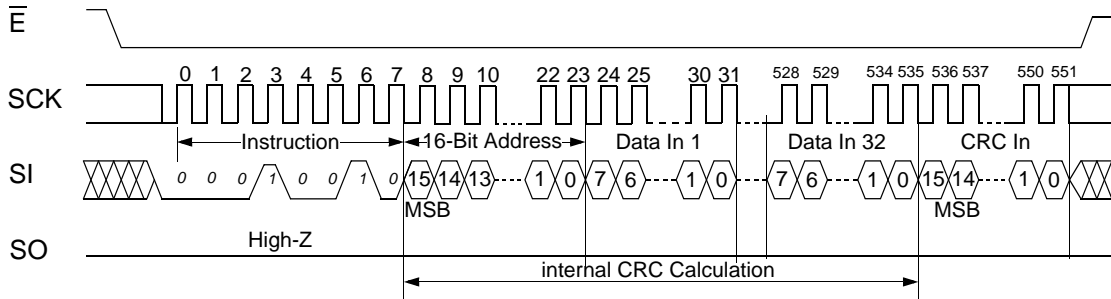 E
0 1 2 3 4 5 6 7 8 9 10 22 23 24 25 30 31 528 529 534 535 536 537 550 551
SCK
Instruction 16-Bit Address Data In 1 Data In 32 CRC In
SI 0 0 0 1 0 0 1 0 15 14 13 1 0 7 6 1 0 7 6 1 0 15 14 1 0
MSB MSB
High-Z
SO
internal CRC Calculation